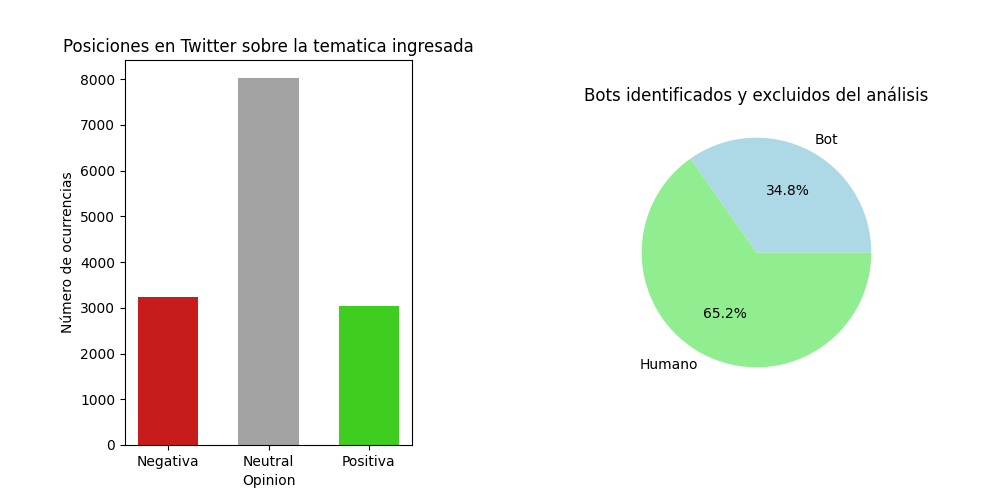 Posiciones en Twitter sobre la tematica ingresada
Número de ocurrencias
8000
7000
6000
5000
4000
3000
2000
1000
0
Negativa
Neutral
Positiva
Opinion
Bots identificados y excluidos del análisis
Bot
34.8%
65.2%
Humano